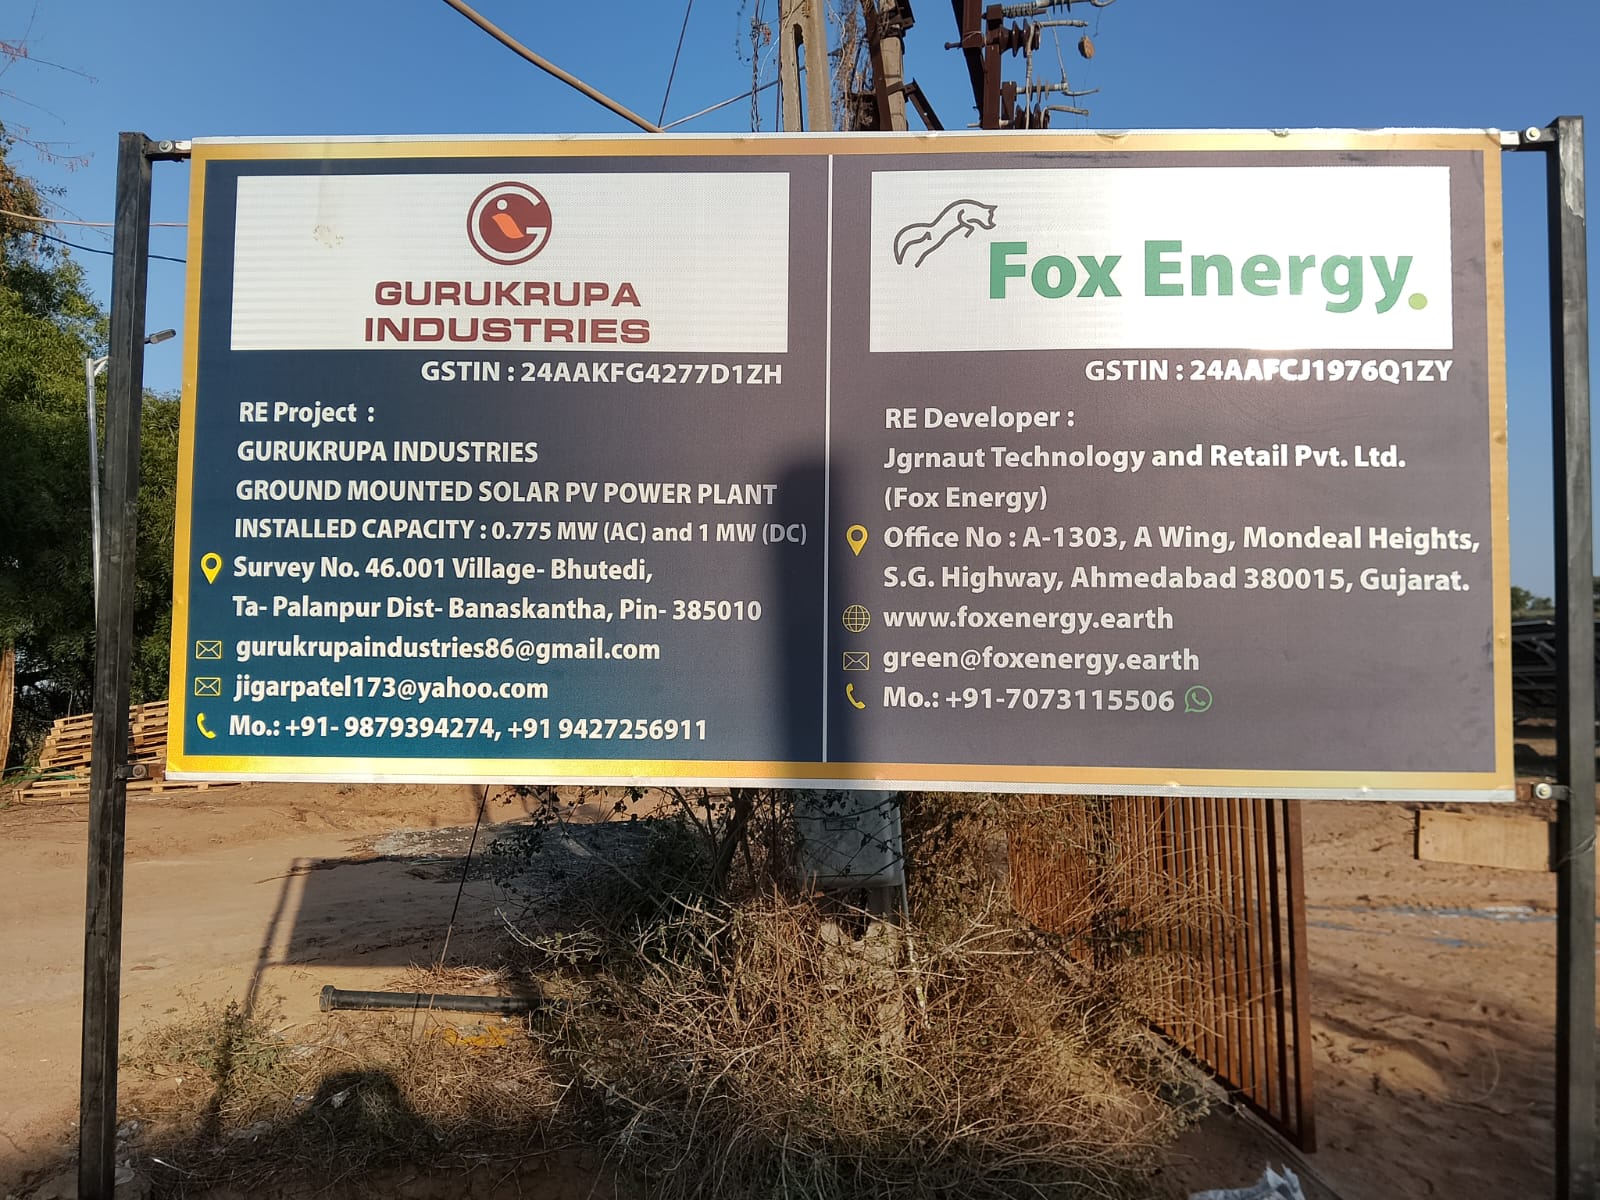 GURUKRUPA
INDUSTRIES
GSTIN : 24AAKFG4277D1ZH
RE Project :
GURUKRUPA INDUSTRIES
GROUND MOUNTED SOLAR PV POWER PLANT
INSTALLED CAPACITY : 0.775 MW (AC) and 1 MW (DC)
Survey No. 46.001 Village- Bhutedi,
Ta- Palanpur Dist- Banaskantha, Pin- 385010
gurukrupaindustries86@gmail.com
jigarpatel173@yahoo.com
Mo.: +91- 9879394274, +91 9427256911
Fox Energy.
GSTIN : 24AAFCJ1976Q1ZY
RE Developer :
Jgrnaut Technology and Retail Pvt. Ltd.
(Fox Energy)
Office No : A-1303, A Wing, Mondeal Heights,
S.G. Highway, Ahmedabad 380015, Gujarat.
www.foxenergy.earth
green@foxenergy.earth
Mo.: +91-7073115506